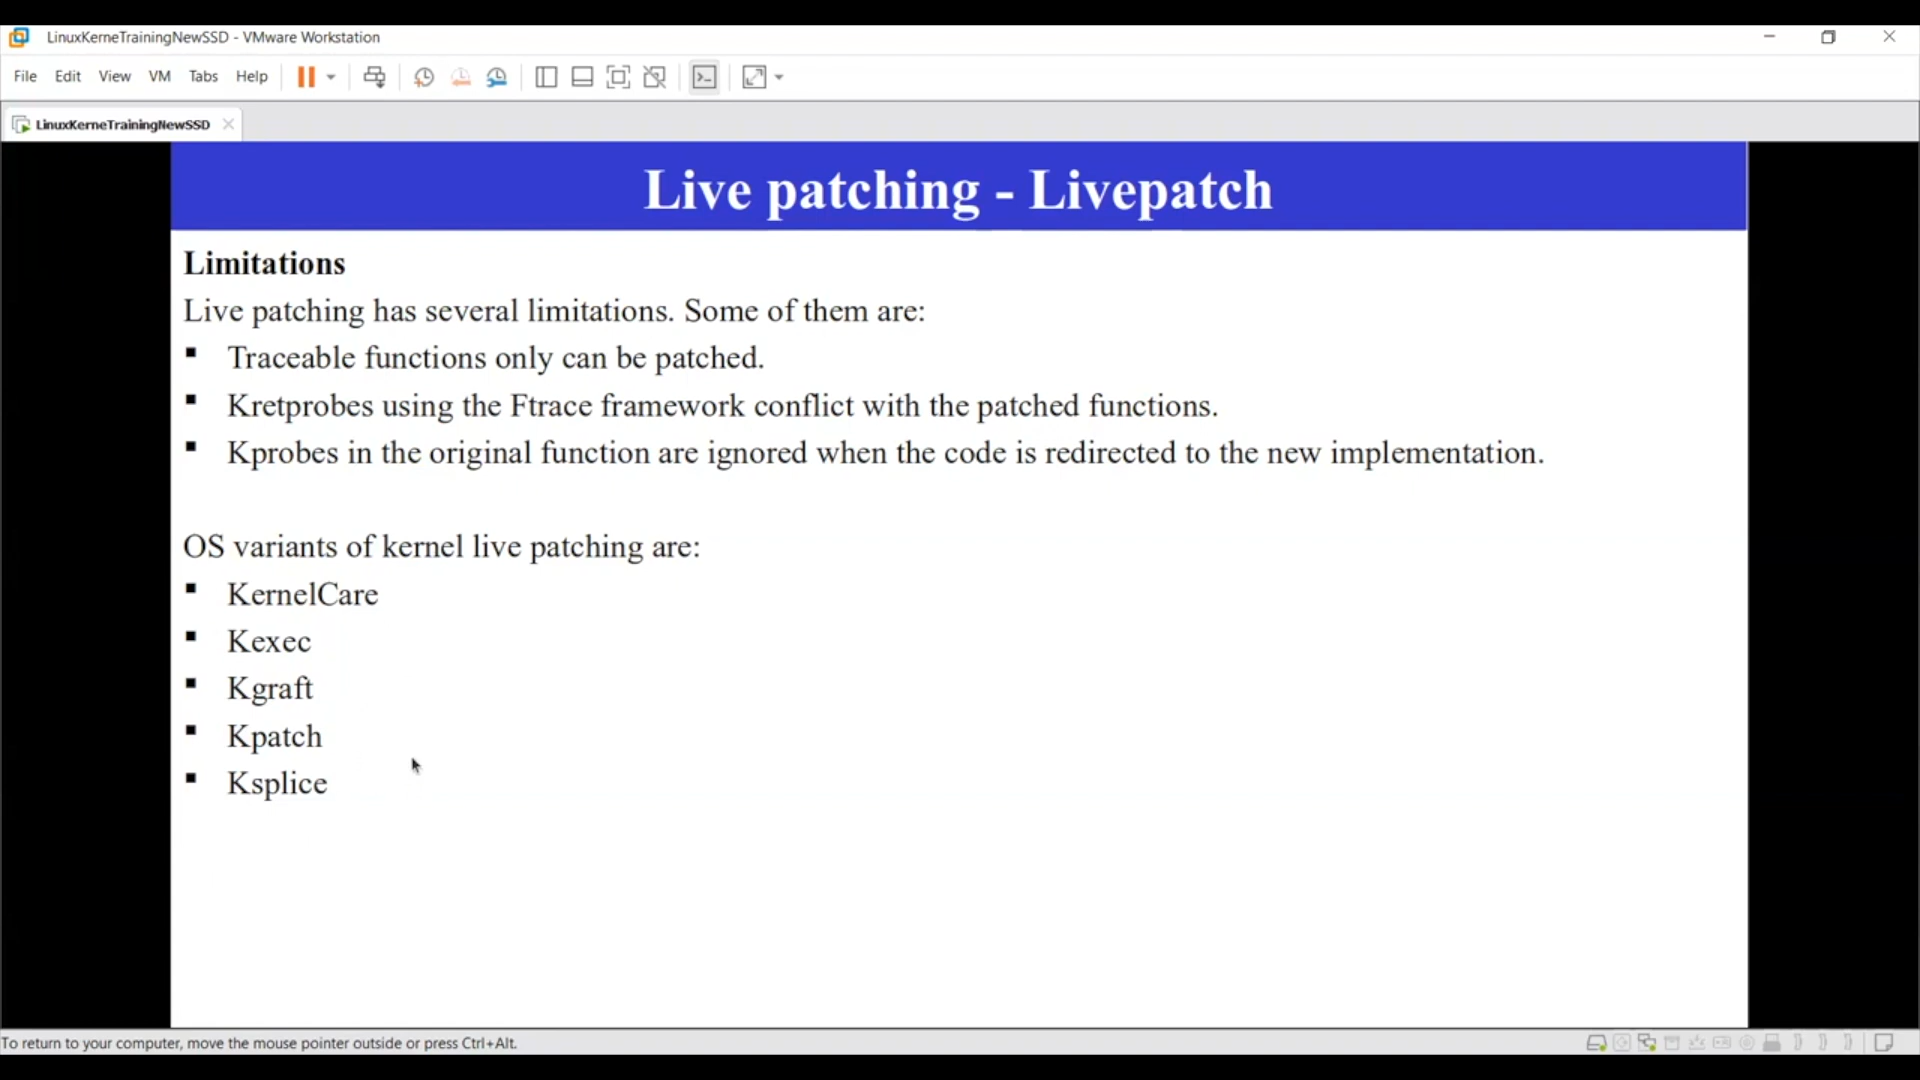 LinuxKerneTrainingNewSSD - VMware Workstation
File Edit View VM Tabs Help
LinuxKerneTrainingNewSSD
Live patching - Livepatch
Limitations
Live patching has several limitations. Some of them are:
▪ Traceable functions only can be patched.
▪ Kretprobes using the Ftrace framework conflict with the patched functions.
▪ Kprobes in the original function are ignored when the code is redirected to the new implementation.
OS variants of kernel live patching are:
▪ KernelCare
▪ Kexec
▪ Kgraft
▪ Kpatch
▪ Ksplice
To return to your computer, move the mouse pointer outside or press Ctrl+Alt.